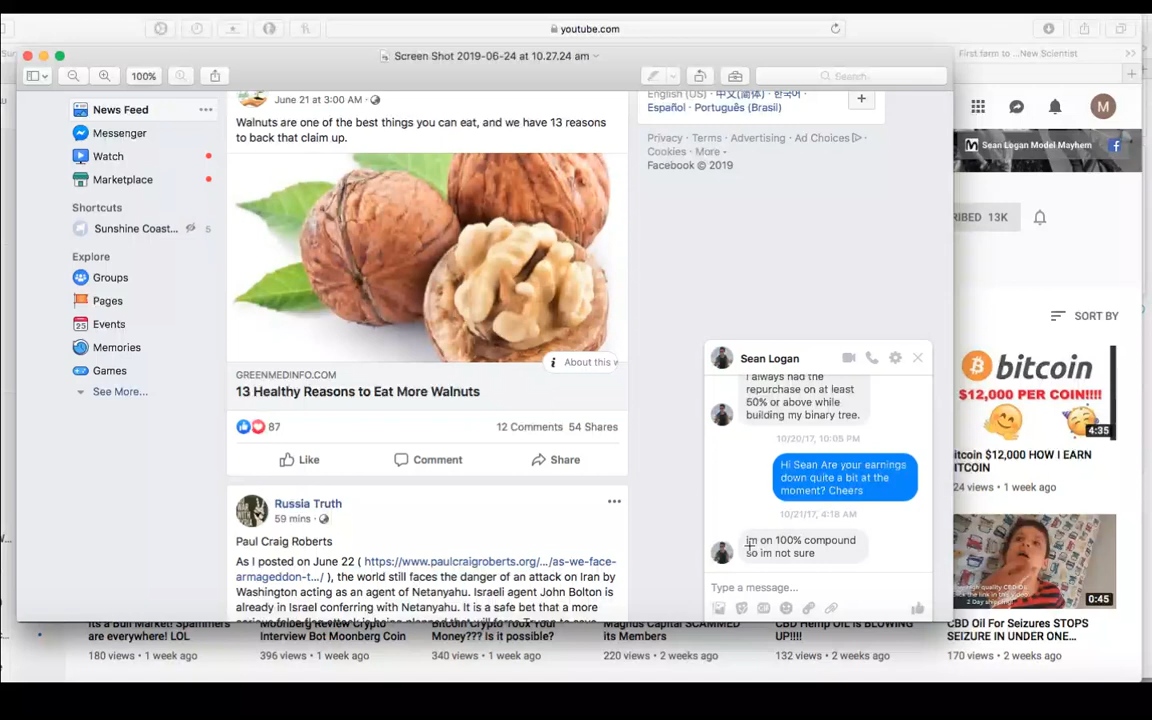 youtube.com
Screen Shot 2019-06-24 at 10.27.24 am
First farm to ...New Scientist
100%
Search
News Feed
Messenger
Watch
Marketplace
Shortcuts
Sunshine Coast... 5
Explore
Groups
Pages
Events
Memories
Games
See More...
June 21 at 3:00 AM
Walnuts are one of the best things you can eat, and we have 13 reasons
to back that claim up.
About this
GREENMEDINFO.COM
13 Healthy Reasons to Eat More Walnuts
87
12 Comments 54 Shares
Like
Comment
Share
Russia Truth
59 mins
Paul Craig Roberts
As I posted on June 22 ( https://www.paulcraigroberts.org/.../as-we-face-
armageddon-t.../ ), the world still faces the danger of an attack on Iran by
Washington acting as an agent of Netanyahu. Israeli agent John Bolton is
already in Israel conferring with Netanyahu. It is a safe bet that a more
English (US) · 中文(简体) · 한국어 ·
Español · Português (Brasil)
Privacy · Terms · Advertising · Ad Choices ·
Cookies · More
Facebook © 2019
Sean Logan
I always had the
repurchase on at least
50% or above while
building my binary tree.
10/20/17, 10:05 PM
Hi Sean Are your earnings
down quite a bit at the
moment? Cheers
10/21/17, 4:18 AM
im on 100% compound
so im not sure
Type a message...
GIF
M
Sean Logan Model Mayhem
RIBED 13K
SORT BY
bitcoin
$12,000 PER COIN!!!!
4:35
itcoin $12,000 HOW I EARN
ITCOIN
24 views • 1 week ago
0:45
It's a Bull Market! Spammers
are everywhere! LOL
180 views • 1 week ago
Interview Bot Moonberg Coin
396 views • 1 week ago
Money??? Is it possible?
340 views • 1 week ago
Magnus Capital SCAMMED
its Members
220 views • 2 weeks ago
CBD Hemp Oil is BLOWING
UP!!!!
132 views • 2 weeks ago
CBD Oil For Seizures STOPS
SEIZURE IN UNDER ONE...
170 views • 2 weeks ago